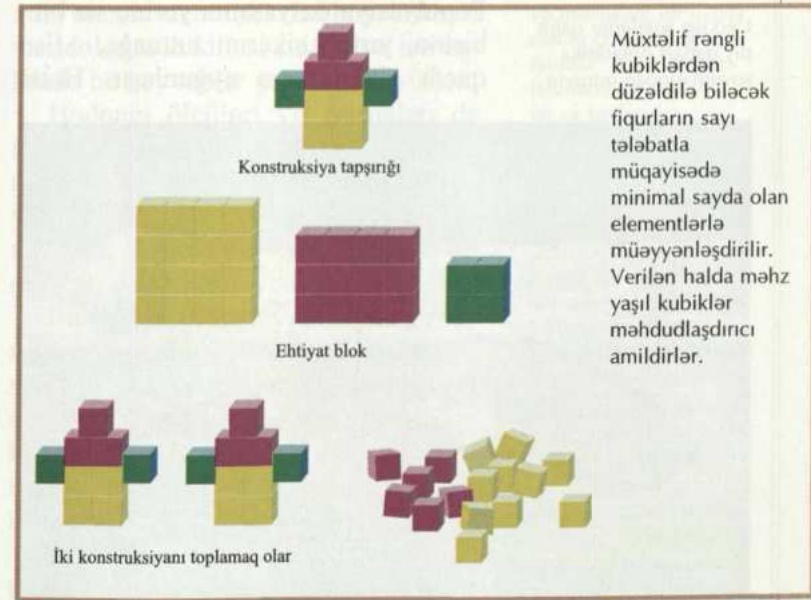 Konstruksiya tapşırığı
Ehtiyat blok
İki konstruksiyanı toplamaq olar
Müxtəlif rəngli
kubiklərdən
düzəldilə biləcək
fiqurların sayı
tələbatla
müqayisədə
minimal sayda olan
elementlərlə
müəyyənləşdirilir.
Verilən halda məhz
yaşıl kubiklər
məhdudlaşdırıcı
amildirlər.